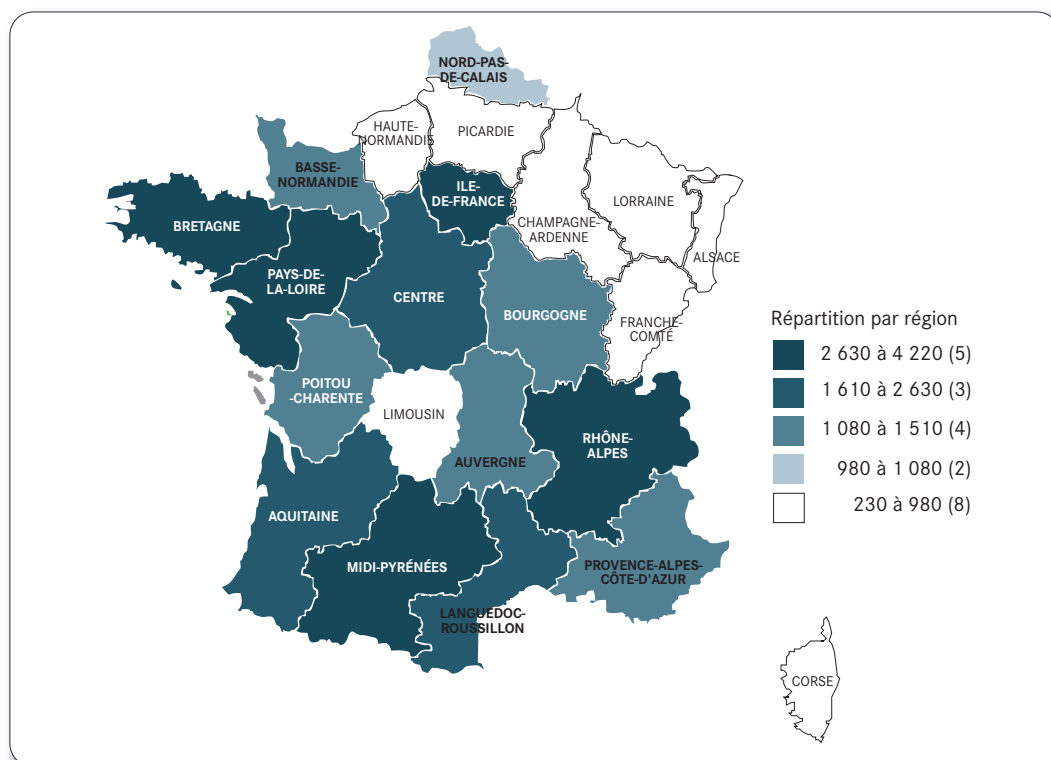 NORD-PAS-
DE-CALAIS
HAUTE-
NORMANDIE
PICARDIE
BASSE-
NORMANDIE
ILE-
DE-FRANCE
CHAMPAGNE-
ARDENNE
LORRAINE
ALSACE
BRETAGNE
PAYS-DE-
LA-LOIRE
CENTRE
BOURGOGNE
FRANCHE-
COMTÉ
POITOU
-CHARENTE
LIMOUSIN
AUVERGNE
RHÔNE-
ALPES
AQUITAINE
MIDI-PYRÉNÉES
LANGUEDOC-
ROUSSILLON
PROVENCE-ALPES-
CÔTE-D'AZUR
CORSE
Répartition par région
2 630 à 4 220 (5)
1 610 à 2 630 (3)
1 080 à 1 510 (4)
980 à 1 080 (2)
230 à 980 (8)